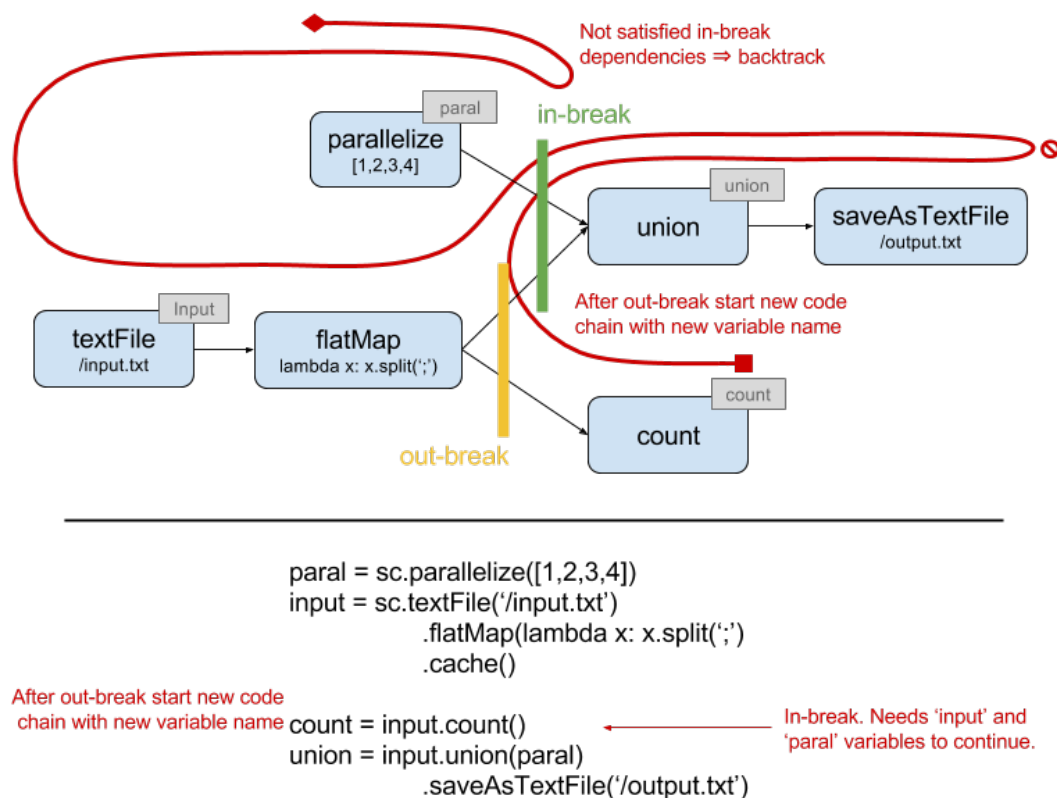 Not satisfied in-break
dependencies ⇒ backtrack
paral
parallelize
[1,2,3,4]
in-break
union
union
saveAsTextFile
/output.txt
Input
textFile
/input.txt
flatMap
lambda x: x.split(‘;’)
After out-break start new code
chain with new variable name
count
count
out-break
paral = sc.parallelize([1,2,3,4])
input = sc.textFile(‘/input.txt’)
.flatMap(lambda x: x.split(‘;’)
.cache()
After out-break start new code
chain with new variable name
count = input.count()
union = input.union(paral)
.saveAsTextFile(‘/output.txt’)
In-break. Needs ‘input’ and
‘paral’ variables to continue.